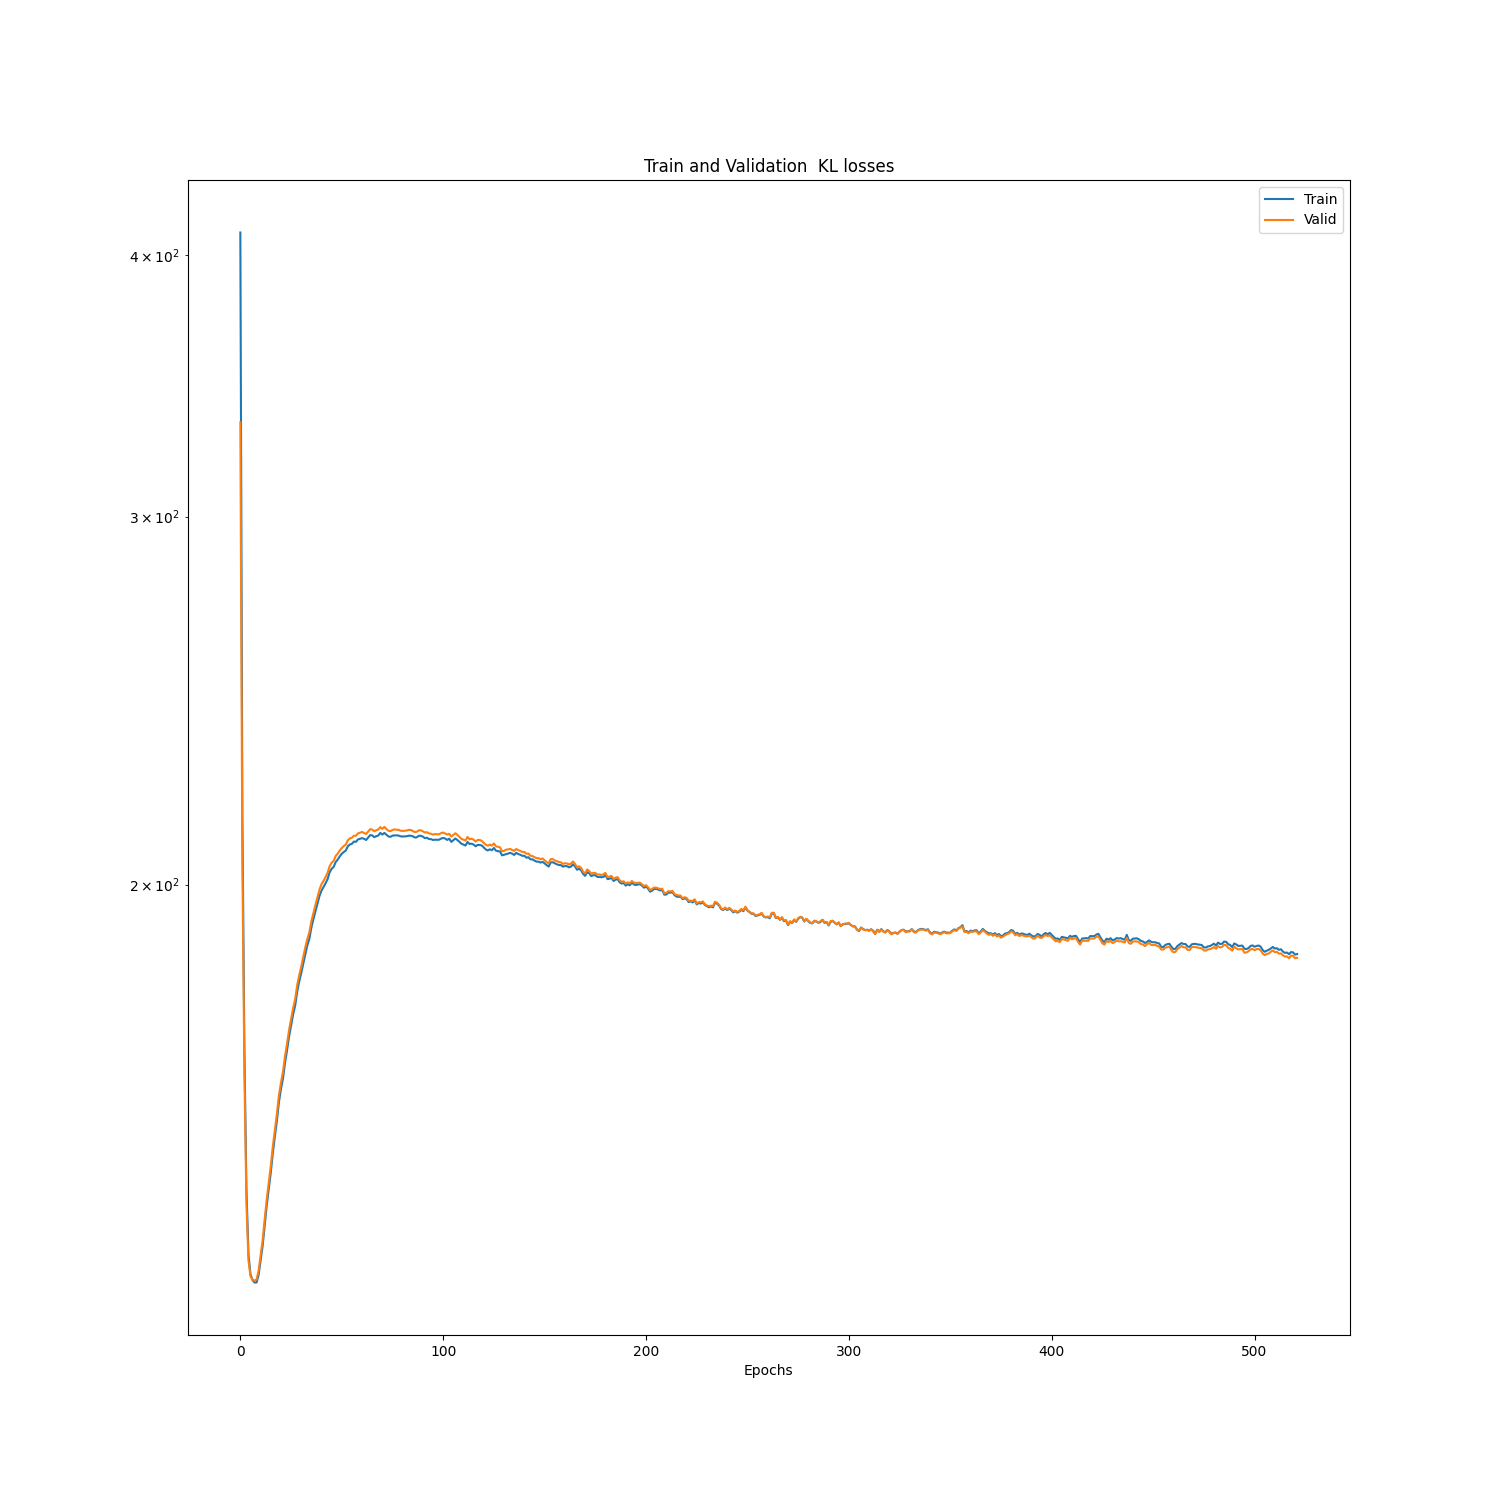 Train and Validation  KL losses
Train
Valid
4 × 10²
3 × 10²
2 × 10²
0 100 200 300 400 500
Epochs